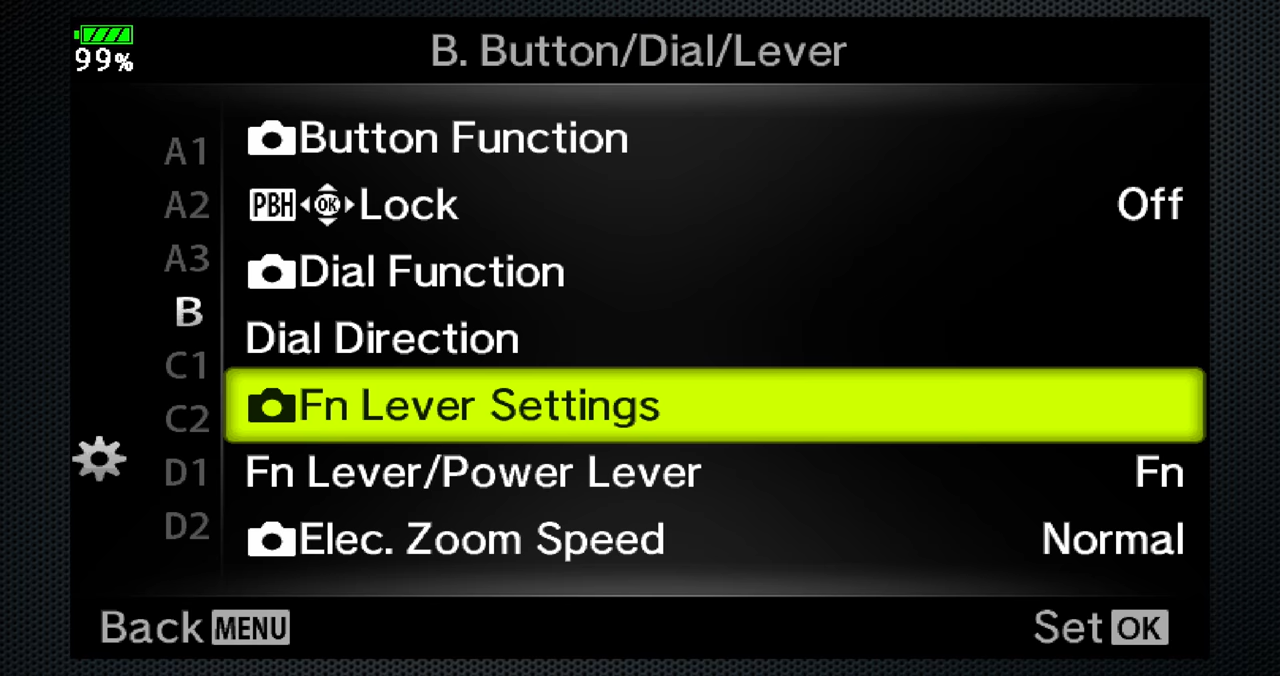 99%
B. Button/Dial/Lever
A1
A2
A3
B
C1
C2
D1
D2
Button Function
PBH OK Lock Off
Dial Function
Dial Direction
Fn Lever Settings
Fn Lever/Power Lever Fn
Elec. Zoom Speed Normal
Back MENU
Set OK